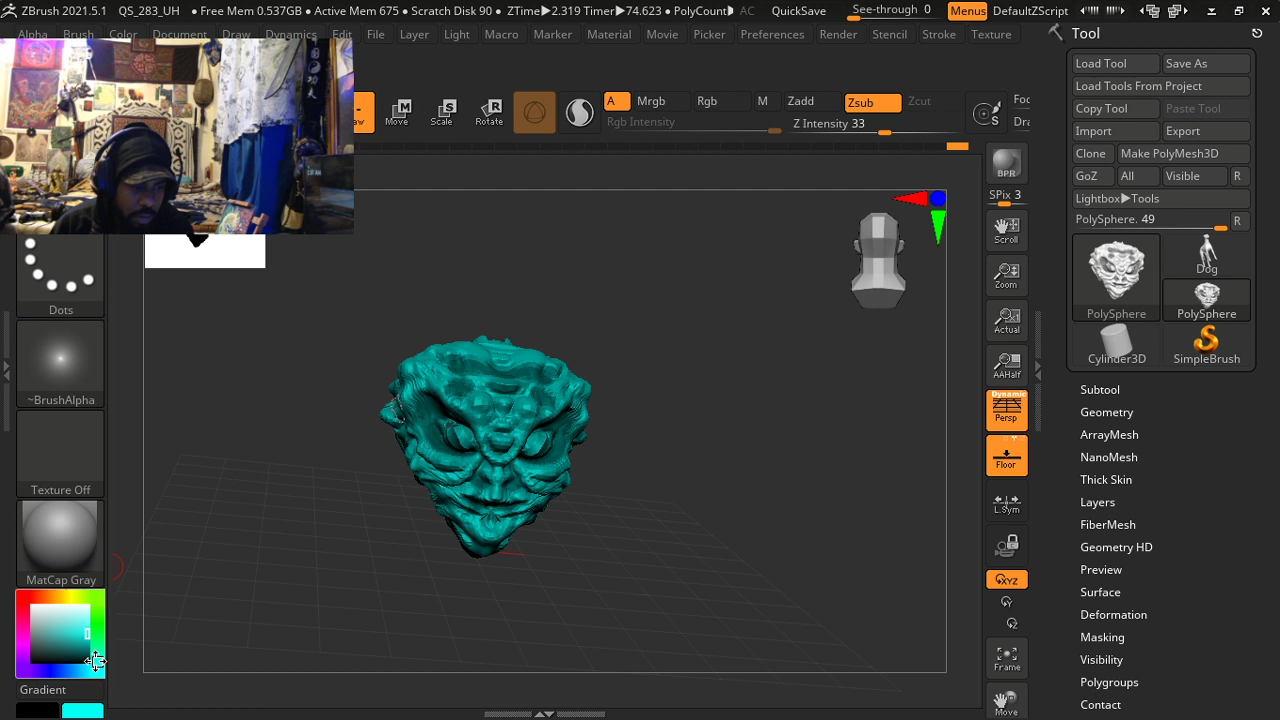 ZBrush 2021.5.1 QS_283_UH • Free Mem 0.537GB • Active Mem 675 • Scratch Disk 90 • ZTime▶2.319 Timer▶74.623 • PolyCount▶ AC QuickSave See-through 0 Menus DefaultZScript
Alpha Brush Color Document Draw Dynamics Edit File Layer Light Macro Marker Material Movie Picker Preferences Render Stencil Stroke Texture
Tool
Load Tool Save As
Load Tools From Project
Copy Tool Paste Tool
Import Export
Clone Make PolyMesh3D
GoZ All Visible R
Lightbox▶Tools
PolySphere. 49 R
PolySphere
Dog
PolySphere
Cylinder3D
SimpleBrush
Subtool
Geometry
ArrayMesh
NanoMesh
Thick Skin
Layers
FiberMesh
Geometry HD
Preview
Surface
Deformation
Masking
Visibility
Polygroups
Contact
Move Scale Rotate
A Mrgb Rgb M Zadd Zsub Zcut
Rgb Intensity Z Intensity 33
Foc
Dra
BPR
SPix 3
Scroll
Zoom
Actual
AAHalf
Dynamic
Persp
Floor
L.Sym
XYZ
Frame
Move
Dots
~BrushAlpha
Texture Off
MatCap Gray
Gradient